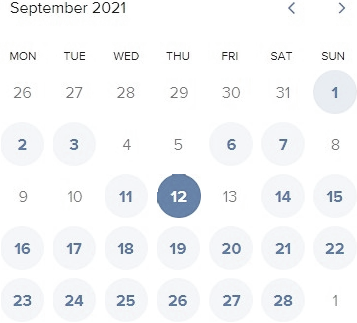 September 2021
MON TUE WED THU FRI SAT SUN
26 27 28 29 30 31 1
2 3 4 5 6 7 8
9 10 11 12 13 14 15
16 17 18 19 20 21 22
23 24 25 26 27 28 1